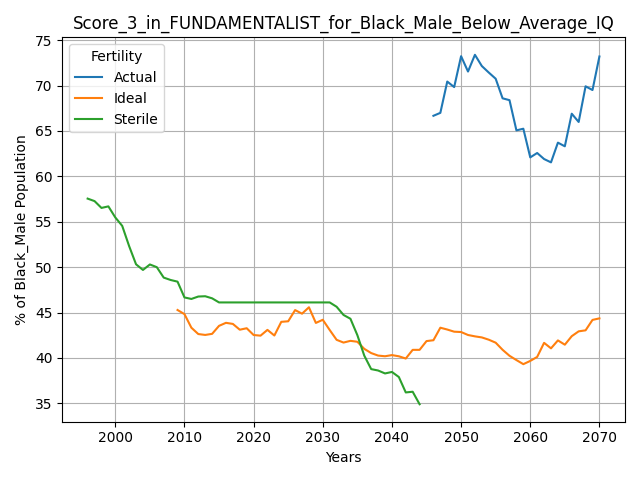 Score_3_in_FUNDAMENTALIST_for_Black_Male_Below_Average_IQ
75
70
65
60
55
50
45
40
35
% of Black_Male Population
Fertility
Actual
Ideal
Sterile
2000 2010 2020 2030 2040 2050 2060 2070
Years